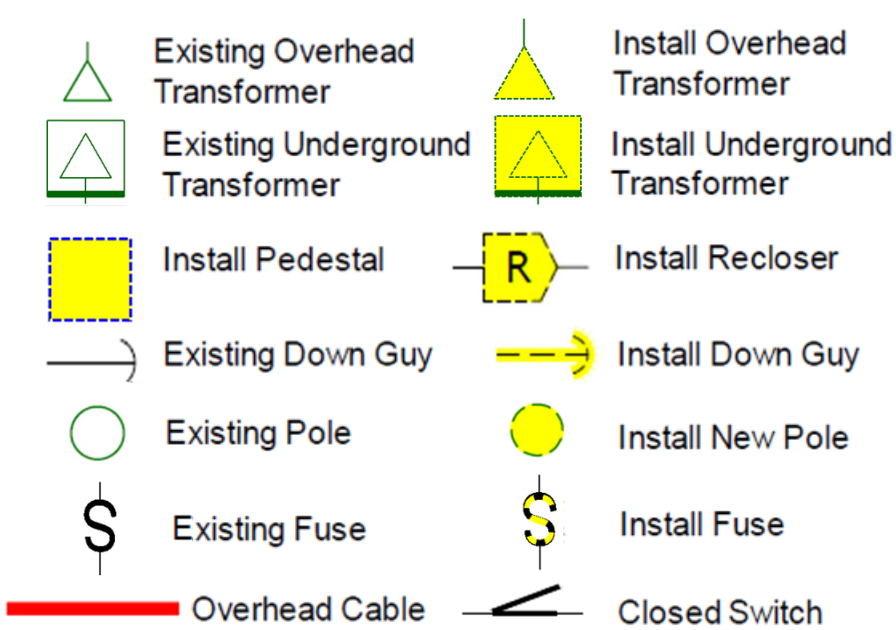 Existing Overhead
Transformer
Install Overhead
Transformer
Existing Underground
Transformer
Install Underground
Transformer
Install Pedestal
R
Install Recloser
Existing Down Guy
Install Down Guy
Existing Pole
Install New Pole
S
Existing Fuse
S
Install Fuse
Overhead Cable
Closed Switch